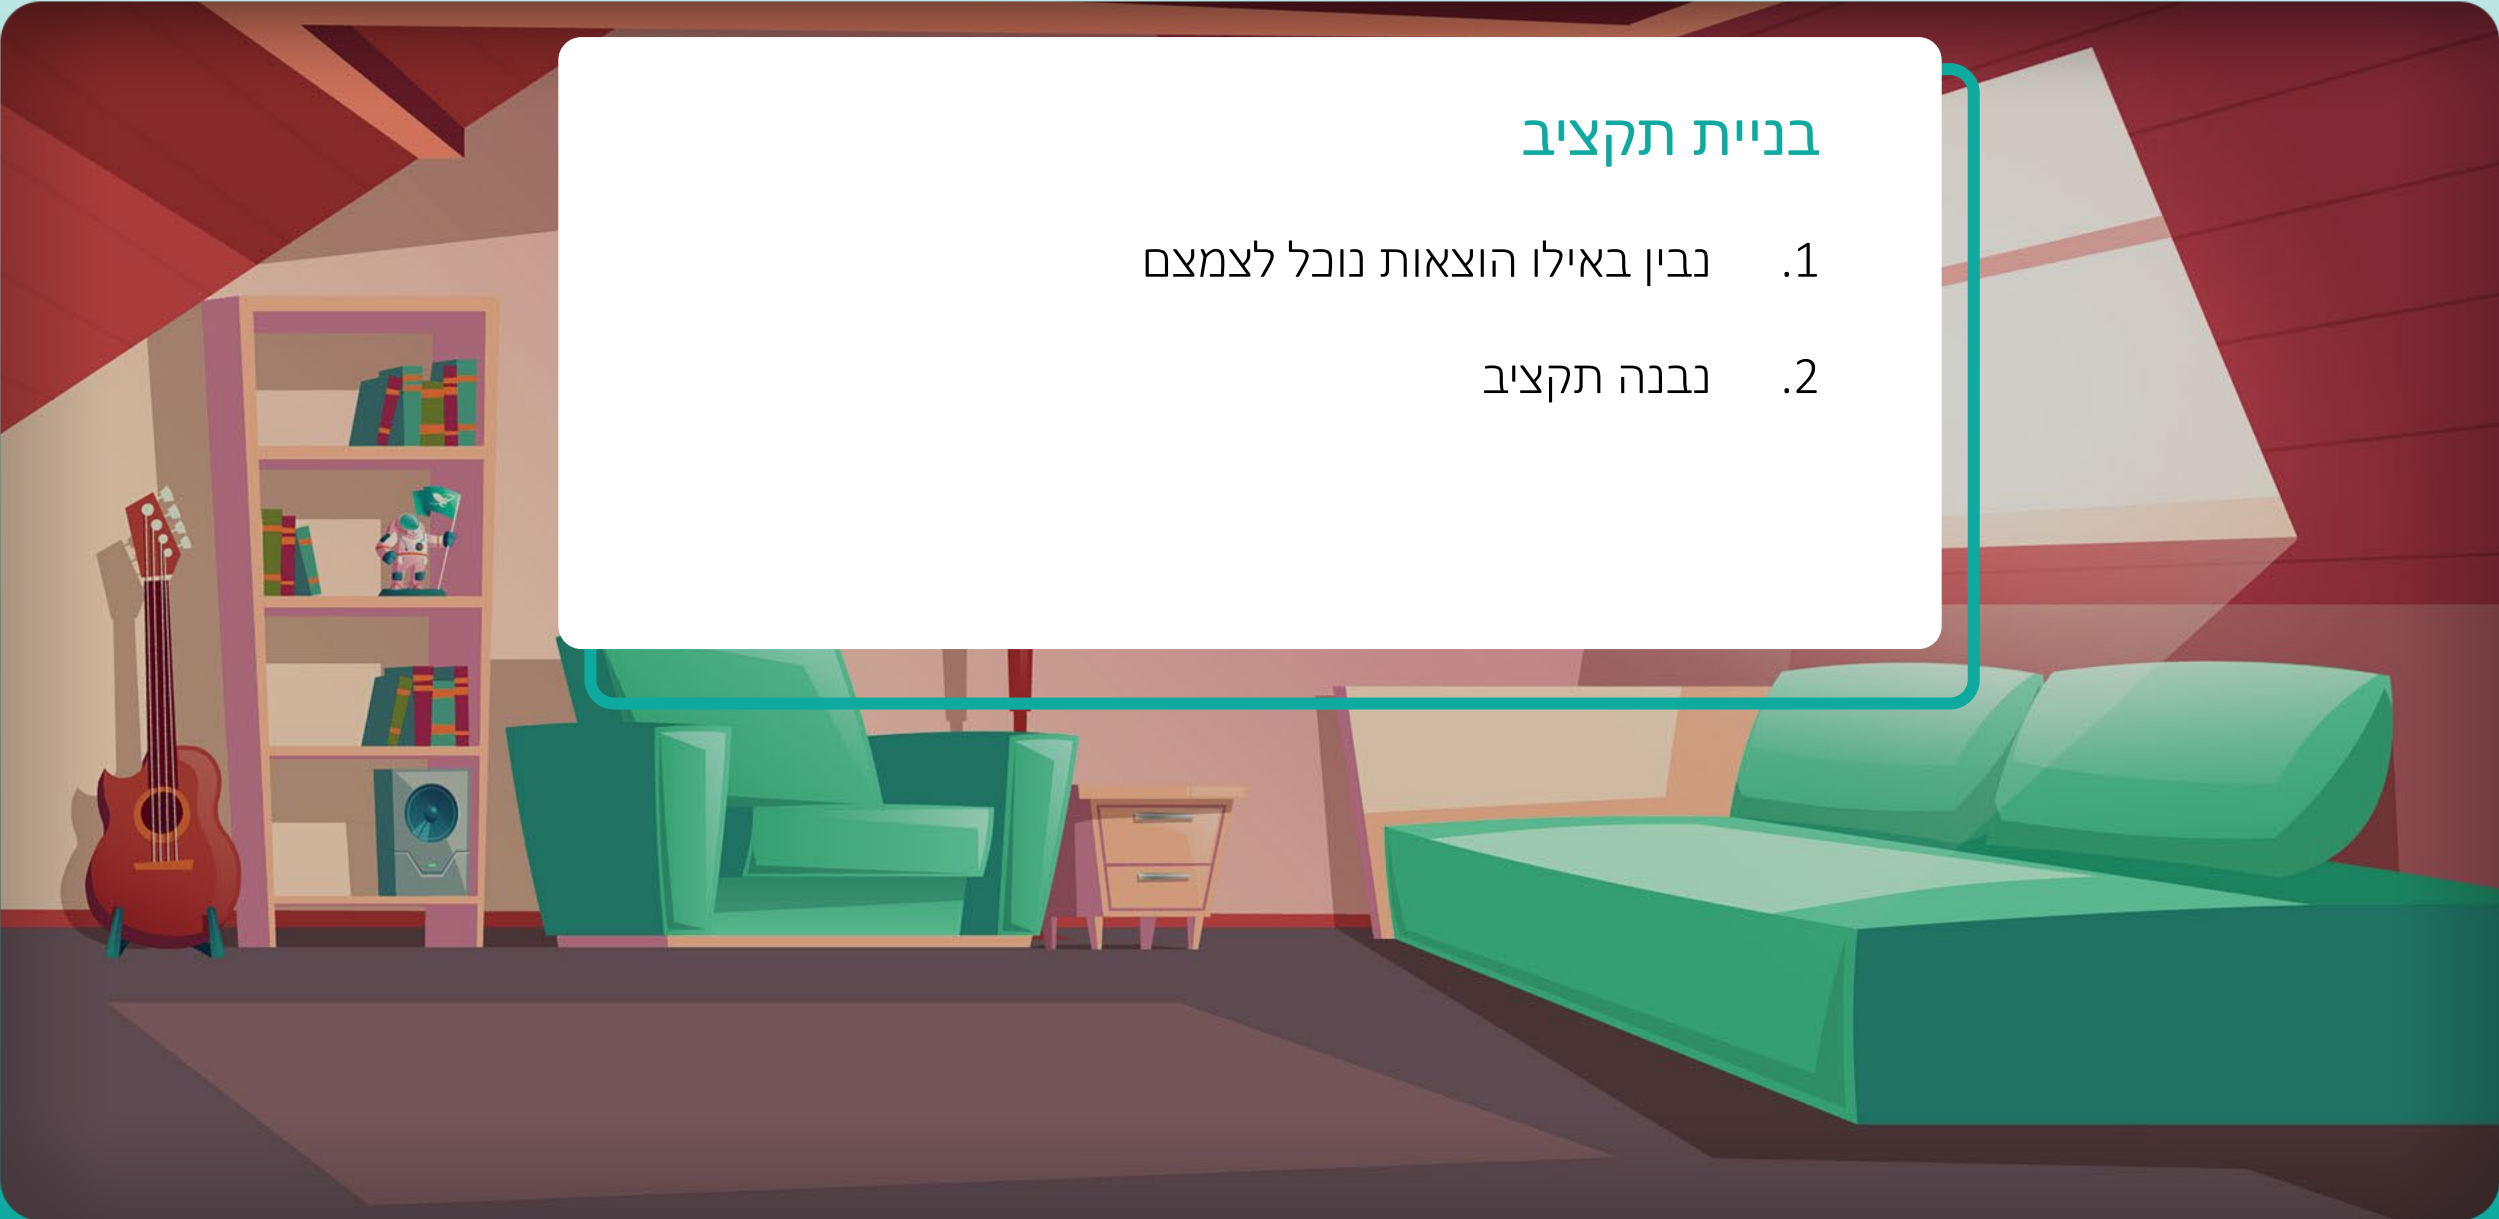 בניית תקציב
1. נבין באילו הוצאות נוכל לצמצם
2. נבנה תקציב